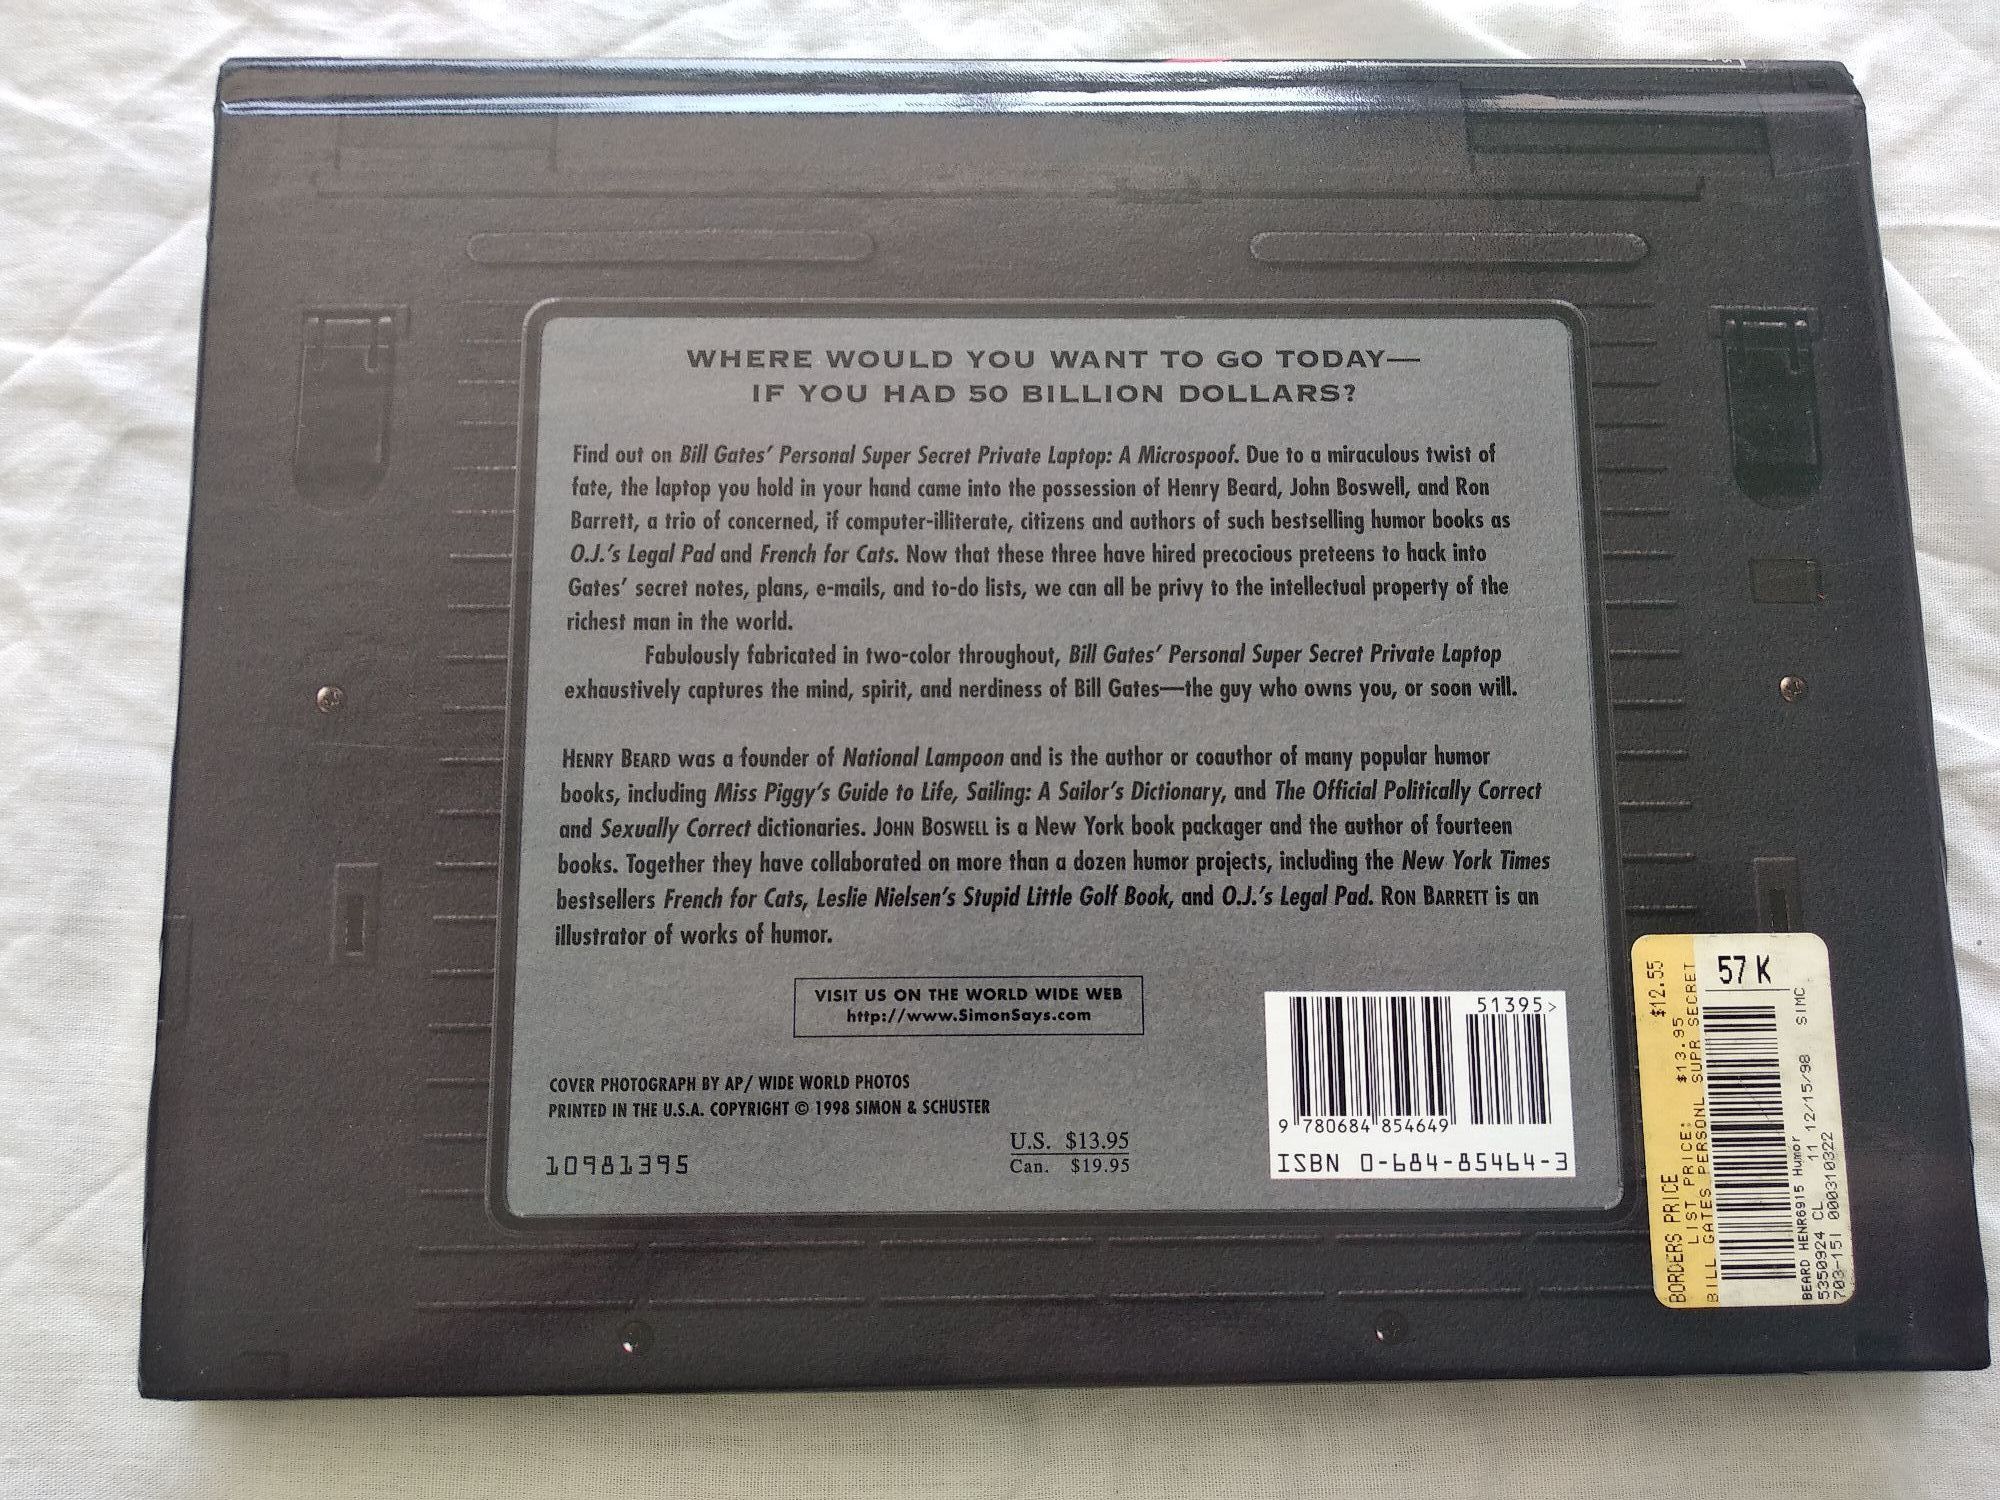 WHERE WOULD YOU WANT TO GO TODAY—
IF YOU HAD 50 BILLION DOLLARS?
Find out on Bill Gates' Personal Super Secret Private Laptop: A Microspoof. Due to a miraculous twist of
fate, the laptop you hold in your hand came into the possession of Henry Beard, John Boswell, and Ron
Barrett, a trio of concerned, if computer-illiterate, citizens and authors of such bestselling humor books as
O.J.'s Legal Pad and French for Cats. Now that these three have hired precocious preteens to hack into
Gates' secret notes, plans, e-mails, and to-do lists, we can all be privy to the intellectual property of the
richest man in the world.
Fabulously fabricated in two-color throughout, Bill Gates' Personal Super Secret Private Laptop
exhaustively captures the mind, spirit, and nerdiness of Bill Gates—the guy who owns you, or soon will.
HENRY BEARD was a founder of National Lampoon and is the author or coauthor of many popular humor
books, including Miss Piggy's Guide to Life, Sailing: A Sailor's Dictionary, and The Official Politically Correct
and Sexually Correct dictionaries. JOHN BOSWELL is a New York book packager and the author of fourteen
books. Together they have collaborated on more than a dozen humor projects, including the New York Times
bestsellers French for Cats, Leslie Nielsen's Stupid Little Golf Book, and O.J.'s Legal Pad. RON BARRETT is an
illustrator of works of humor.
VISIT US ON THE WORLD WIDE WEB
http://www.SimonSays.com
COVER PHOTOGRAPH BY AP/ WIDE WORLD PHOTOS
PRINTED IN THE U.S.A. COPYRIGHT © 1998 SIMON & SCHUSTER
10981395
U.S. $13.95
Can. $19.95
51395>
9 780684 854649
ISBN 0-684-85464-3
57 K
BORDERS PRICE $12.55
LIST PRICE: $13.95
BILL GATES PERSONL SUPR SECRET
BEARD HENR6915 Humor SIMC
5350924 CL 11 12/15/98
703-151 000310322